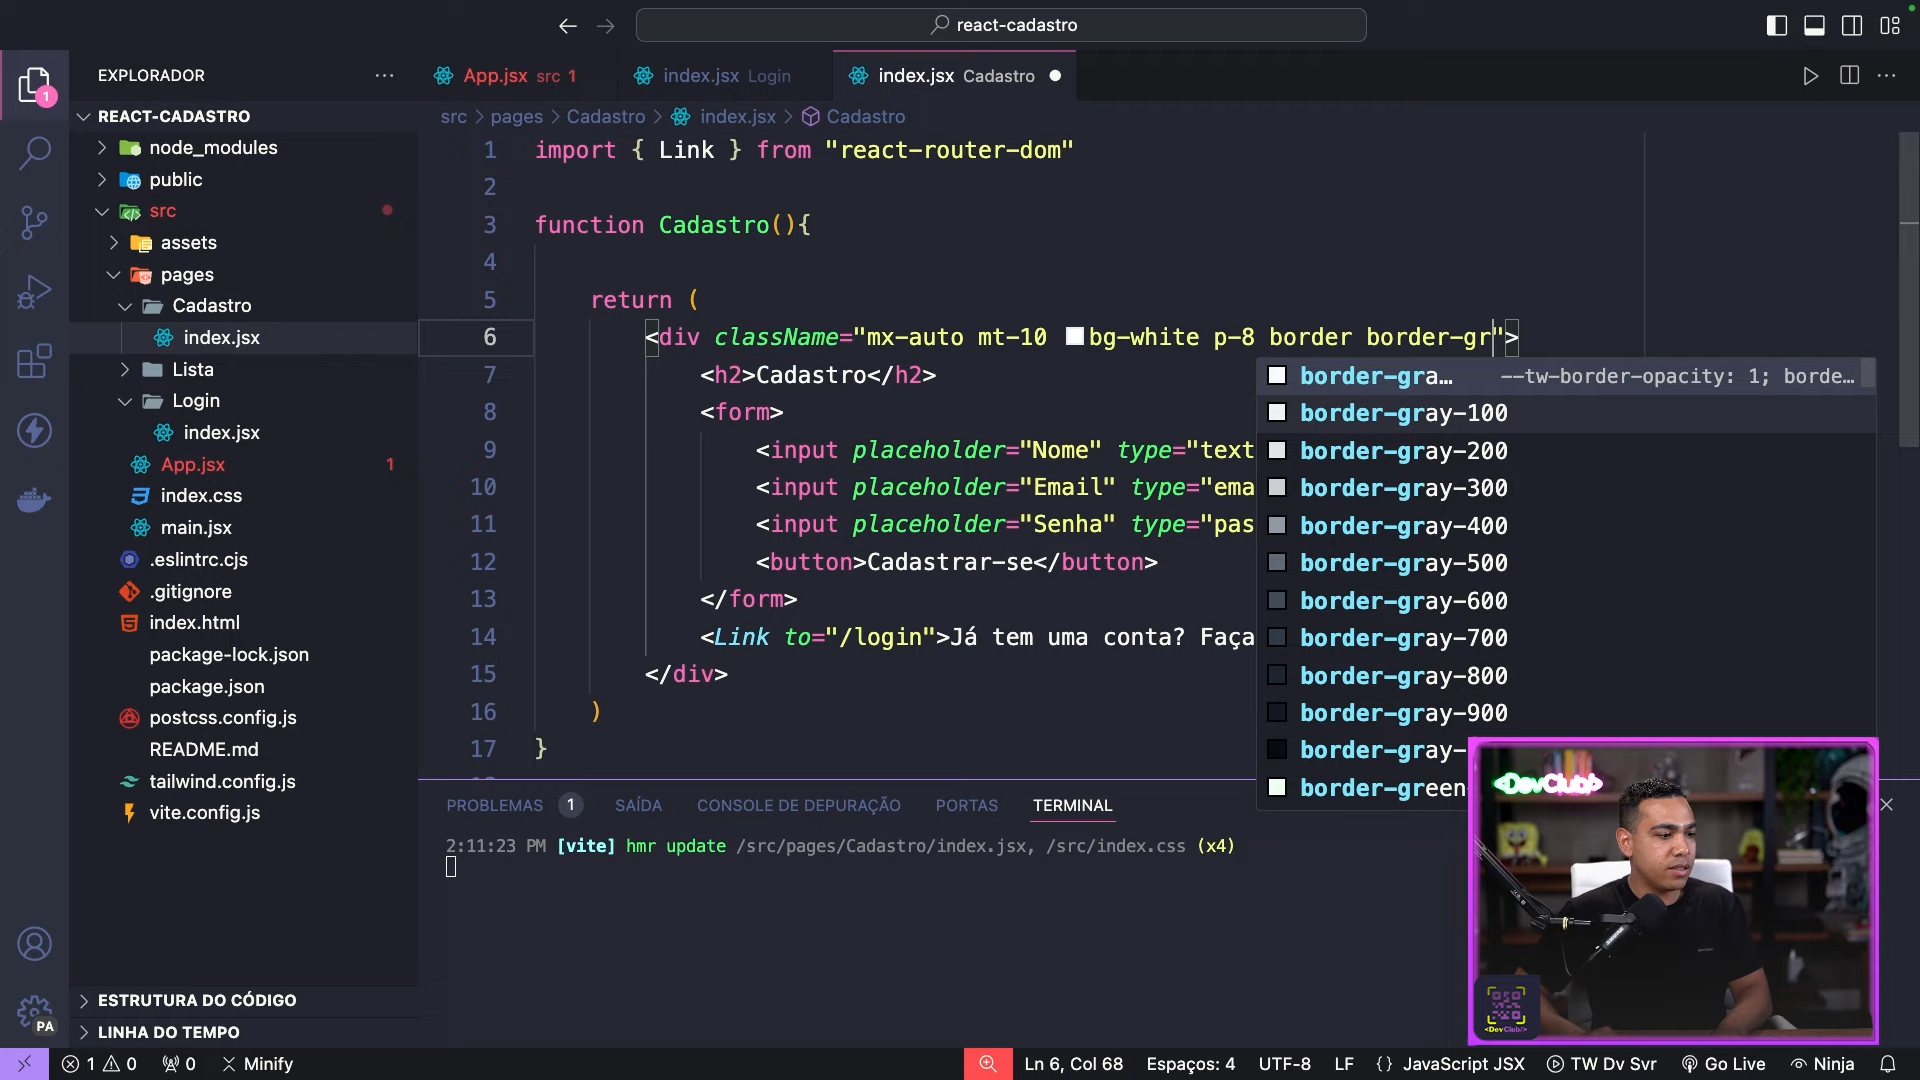 react-cadastro
EXPLORADOR
App.jsx src 1
index.jsx Login
index.jsx Cadastro
REACT-CADASTRO
src > pages > Cadastro > index.jsx > Cadastro
node_modules
public
src
assets
pages
Cadastro
index.jsx
Lista
Login
index.jsx
App.jsx 1
index.css
main.jsx
.eslintrc.cjs
.gitignore
index.html
package-lock.json
package.json
postcss.config.js
README.md
tailwind.config.js
vite.config.js
ESTRUTURA DO CÓDIGO
LINHA DO TEMPO
1 import { Link } from "react-router-dom"
2
3 function Cadastro(){
4
5 return (
6 <div className="mx-auto mt-10 bg-white p-8 border border-gr">
7 <h2>Cadastro</h2>
8 <form>
9 <input placeholder="Nome" type="text
10 <input placeholder="Email" type="ema
11 <input placeholder="Senha" type="pas
12 <button>Cadastrar-se</button>
13 </form>
14 <Link to="/login">Já tem uma conta? Faça
15 </div>
16 )
17 }
border-gra… --tw-border-opacity: 1; borde…
border-gray-100
border-gray-200
border-gray-300
border-gray-400
border-gray-500
border-gray-600
border-gray-700
border-gray-800
border-gray-900
border-gray-
border-green-
PROBLEMAS 1 SAÍDA CONSOLE DE DEPURAÇÃO PORTAS TERMINAL
2:11:23 PM [vite] hmr update /src/pages/Cadastro/index.jsx, /src/index.css (x4)
<DevClub/>
<DevClub/>
1
PA
1 0 0 Minify
Ln 6, Col 68 Espaços: 4 UTF-8 LF {} JavaScript JSX TW Dv Svr Go Live Ninja